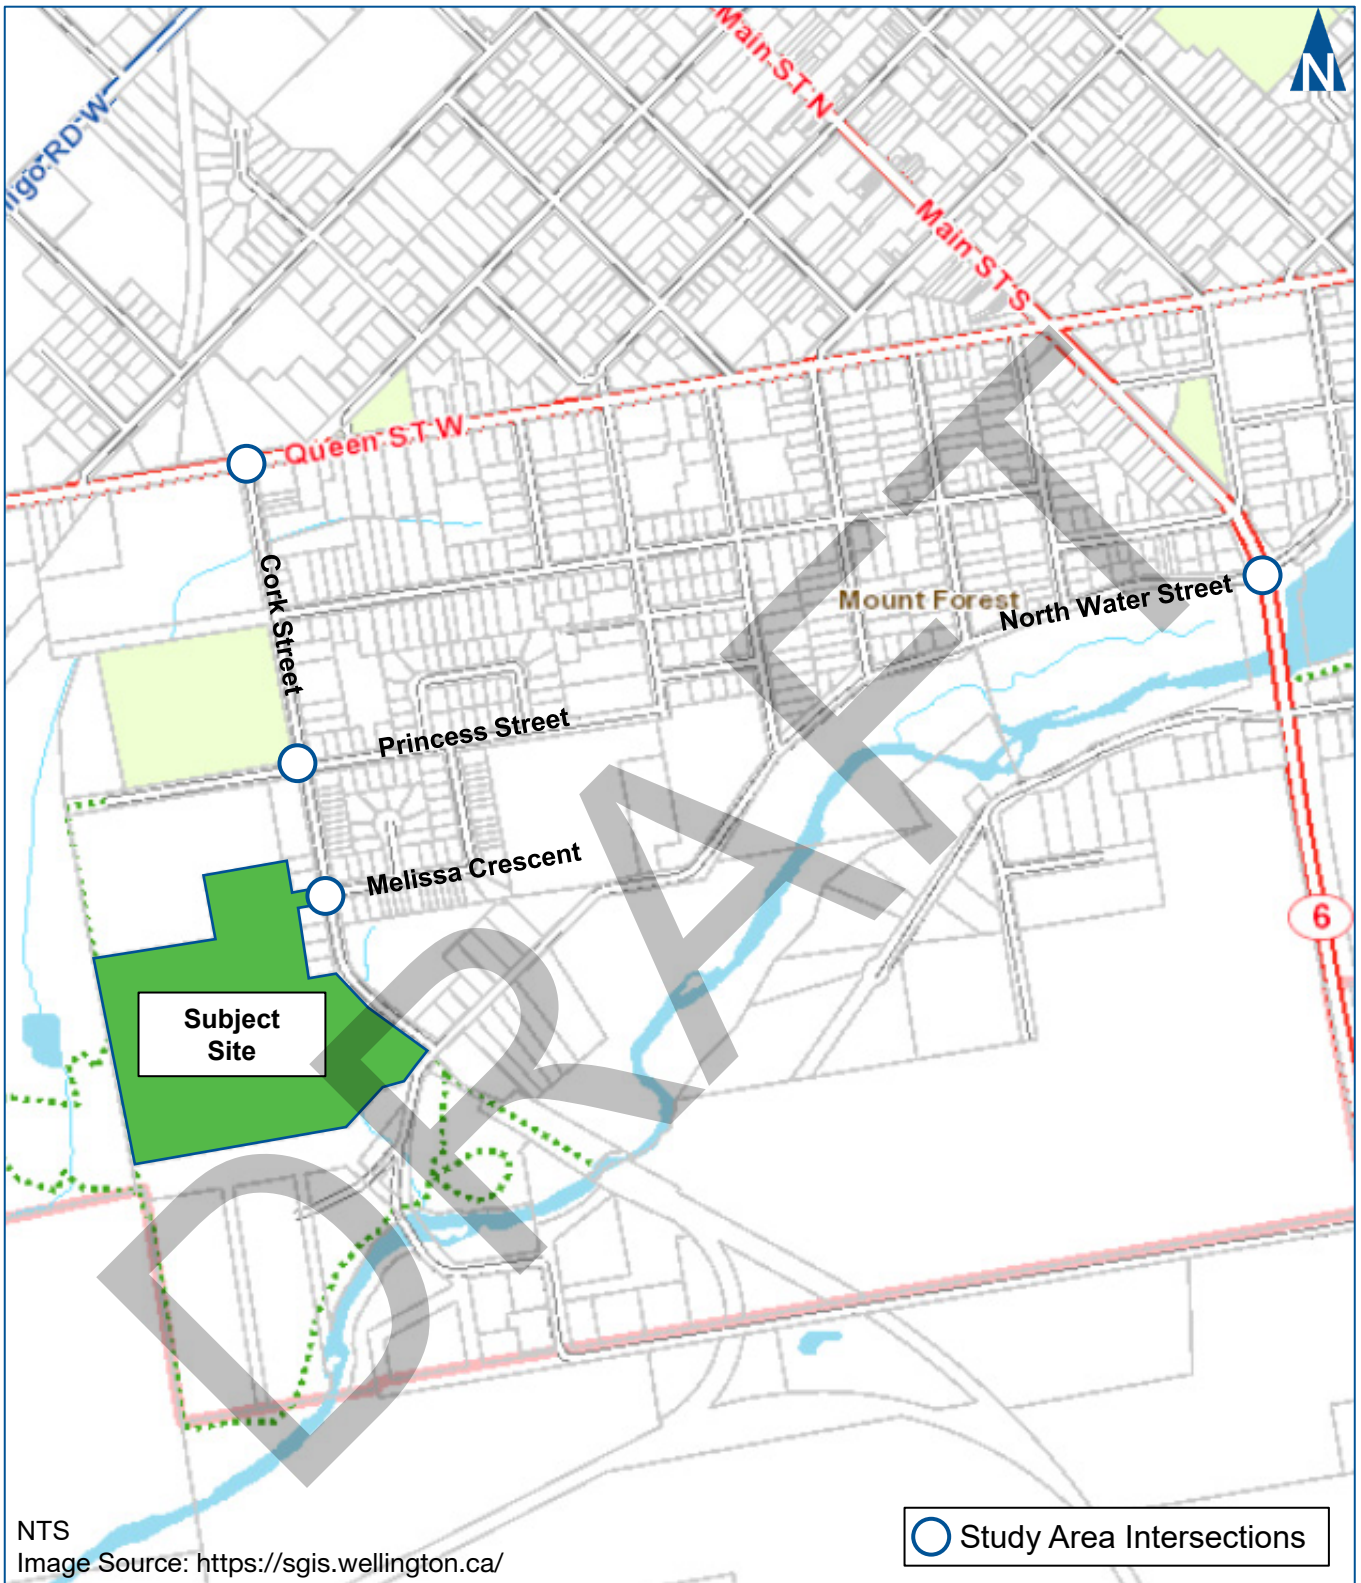 N
Main ST N
ligo RD W
Main ST S
Queen ST W
Cork Street
Mount Forest
North Water Street
Princess Street
Melissa Crescent
6
Subject
Site
DRAFT
NTS
Image Source: https://sgis.wellington.ca/
Study Area Intersections